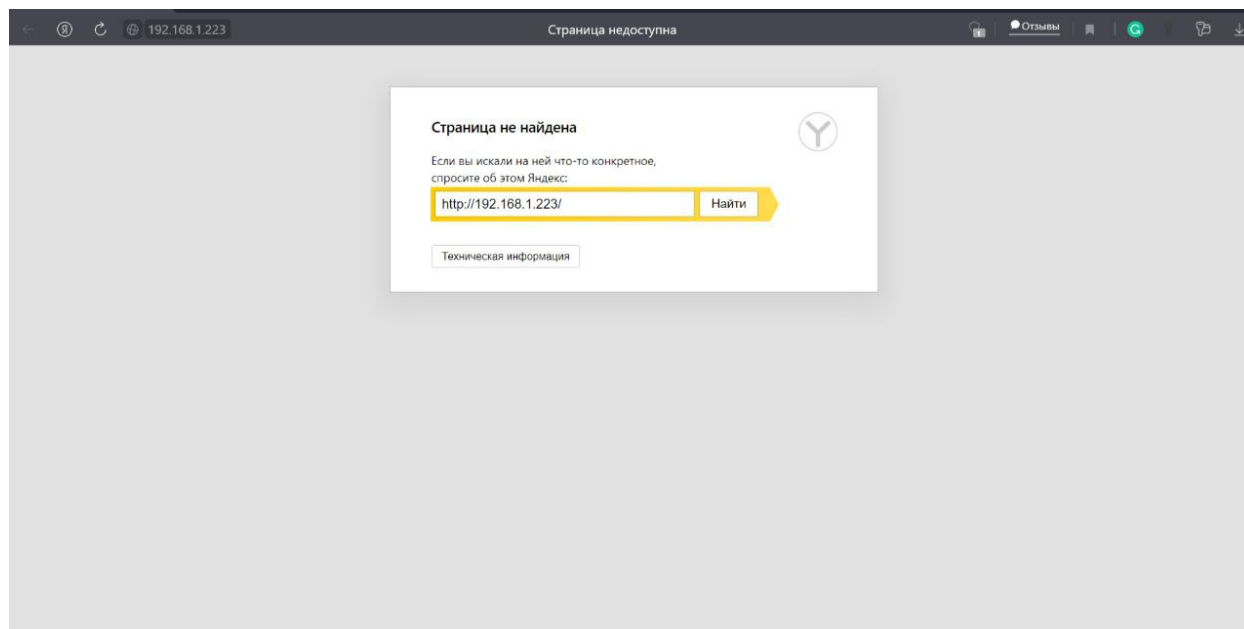 192.168.1.223
Страница недоступна
Отзывы
Страница не найдена
Если вы искали на ней что-то конкретное,
спросите об этом Яндекс:
http://192.168.1.223/
Найти
Техническая информация